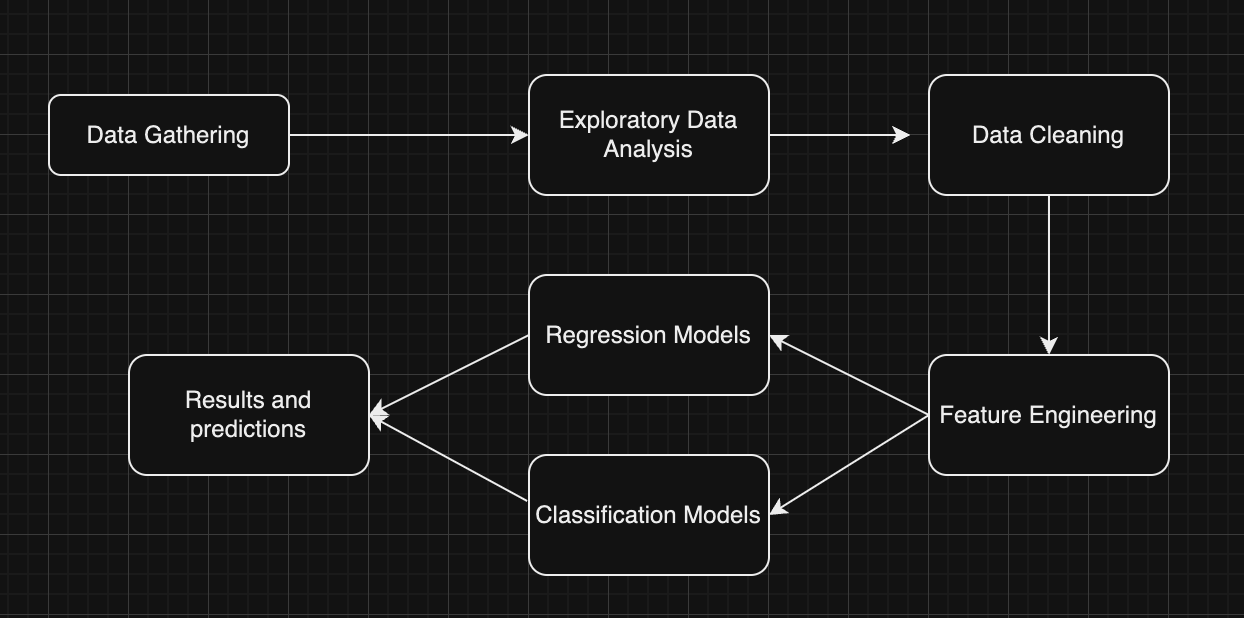 Data Gathering
Exploratory Data
Analysis
Data Cleaning
Regression Models
Results and
predictions
Feature Engineering
Classification Models